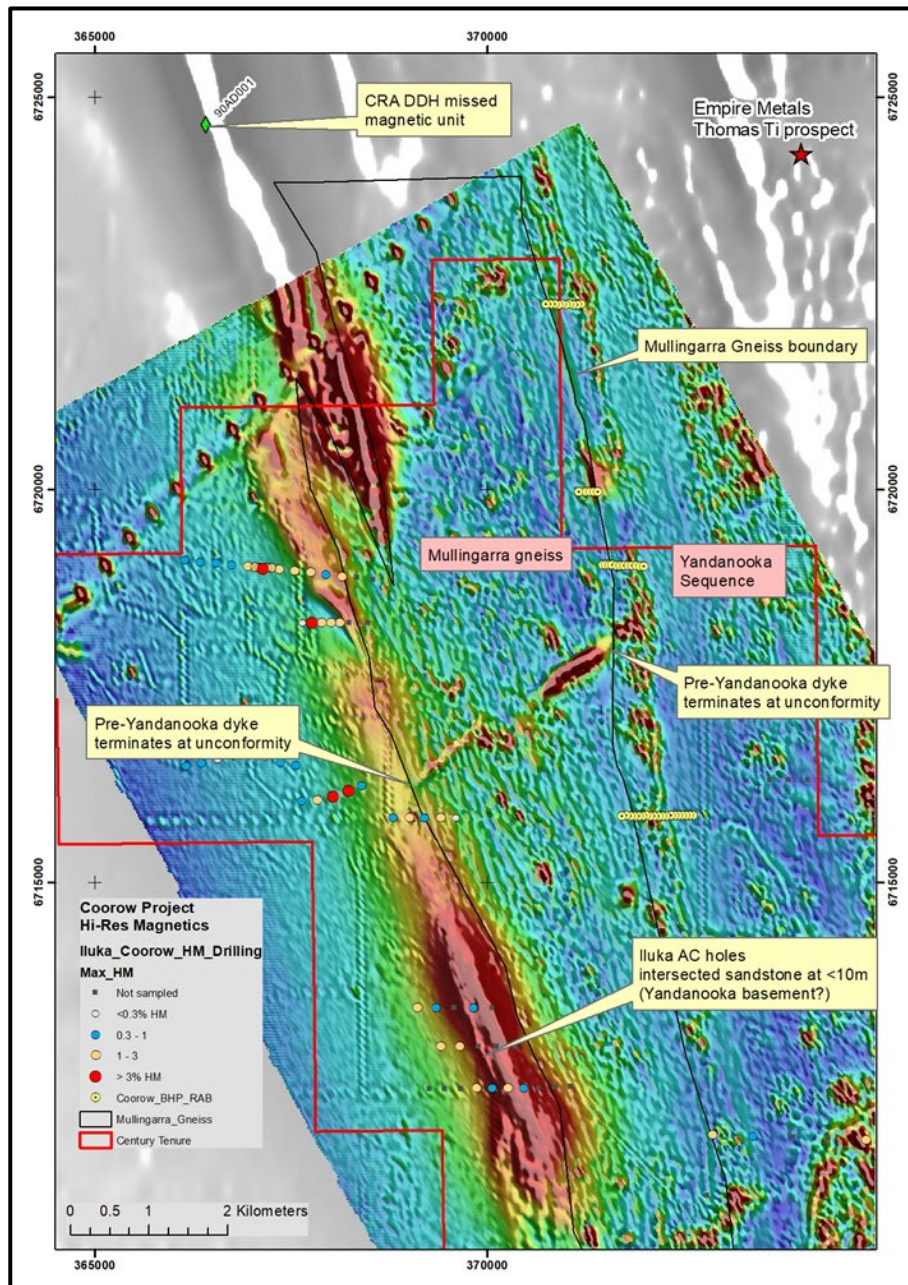 365000
370000
6725000
6725000
90AD001
CRA DDH missed
magnetic unit
Empire Metals
Thomas Ti prospect
Mullingarra Gneiss boundary
6720000
6720000
Mullingarra gneiss
Yandanooka
Sequence
Pre-Yandanooka dyke
terminates at unconformity
Pre-Yandanooka dyke
terminates at unconformity
6715000
6715000
Coorow Project
Hi-Res Magnetics
Iluka_Coorow_HM_Drilling
Max_HM
Not sampled
<0.3% HM
0.3 - 1
1 - 3
> 3% HM
Coorow_BHP_RAB
Mullingarra_Gneiss
Century Tenure
Iluka AC holes
intersected sandstone at <10m
(Yandanooka basement?)
0 0.5 1 2 Kilometers
365000
370000